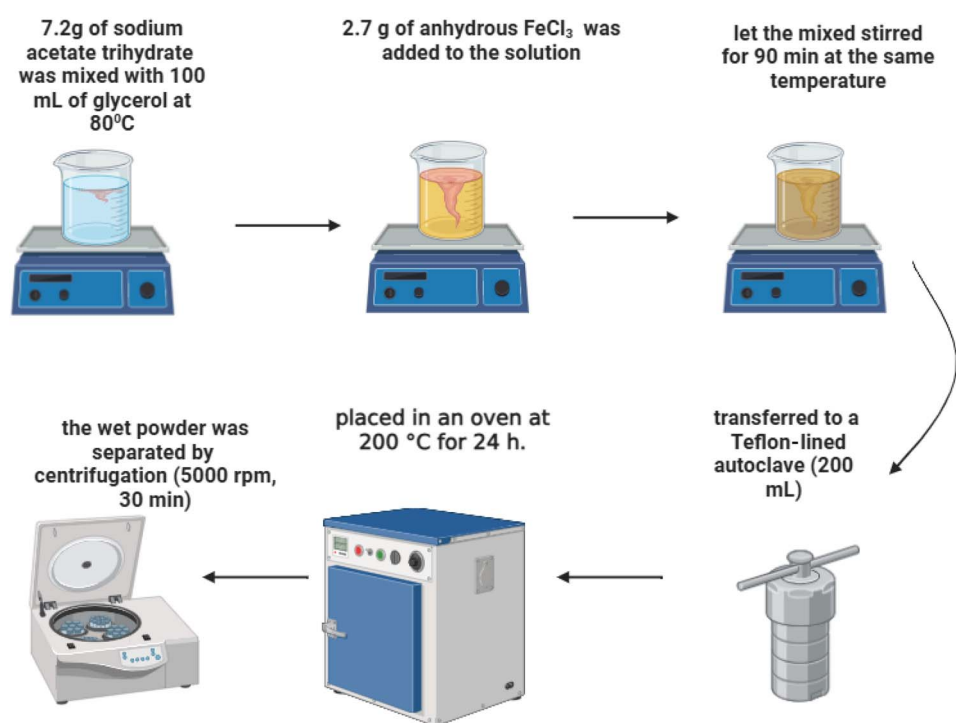 7.2g of sodium
acetate trihydrate
was mixed with 100
mL of glycerol at
80⁰C
2.7 g of anhydrous FeCl₃ was
added to the solution
let the mixed stirred
for 90 min at the same
temperature
transferred to a
Teflon-lined
autoclave (200
mL)
placed in an oven at
200 °C for 24 h.
the wet powder was
separated by
centrifugation (5000 rpm,
30 min)